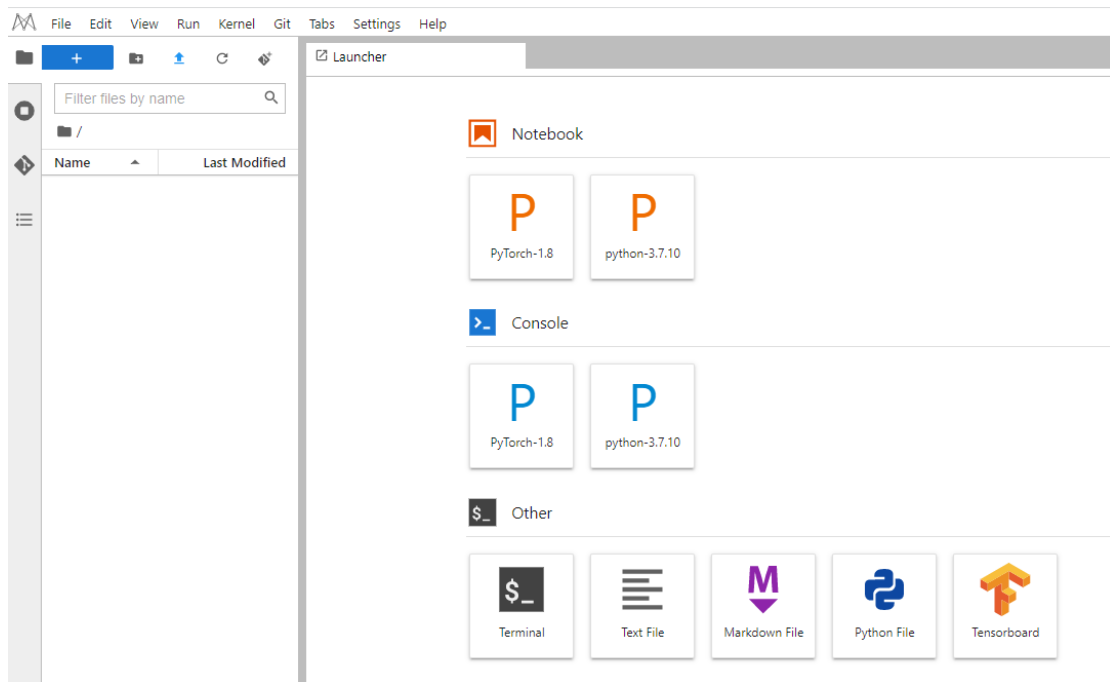 File Edit View Run Kernel Git Tabs Settings Help
+
Launcher
Filter files by name
/
Name Last Modified
Notebook
P P
PyTorch-1.8 python-3.7.10
>_ Console
P P
PyTorch-1.8 python-3.7.10
$_ Other
$_ M
Terminal Text File Markdown File Python File Tensorboard